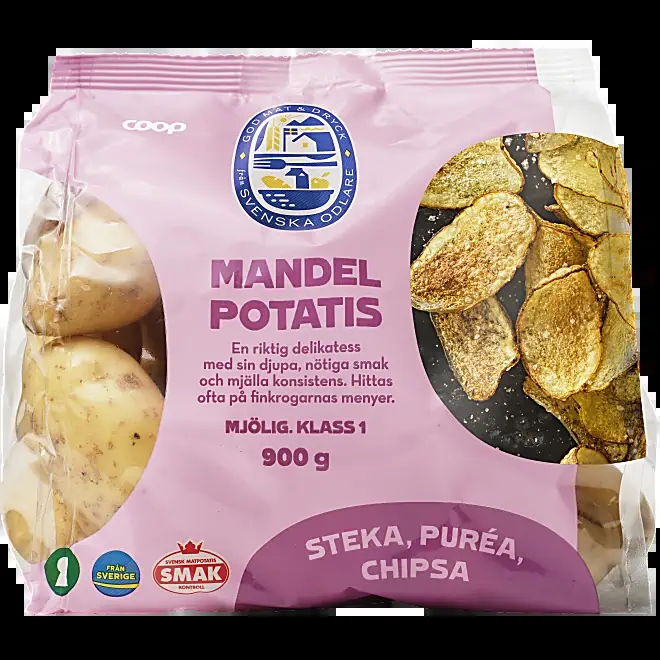 coop
GOD MAT & DRYCK
från
SVENSKA ODLARE
MANDEL
POTATIS
En riktig delikatess
med sin djupa, nötiga smak
och mjälla konsistens. Hittas
ofta på finkrogarnas menyer.
MJÖLIG. KLASS 1
900 g
STEKA, PURÉA,
CHIPSA
FRÅN
SVERIGE
SVENSK MATPOTATIS
SMAK
KONTROLL